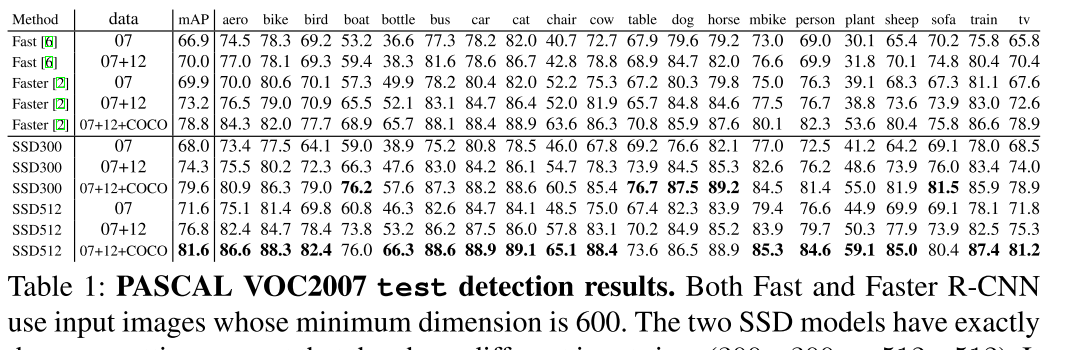 Method data mAP aero bike bird boat bottle bus car cat chair cow table dog horse mbike person plant sheep sofa train tv
Fast [6] 07 66.9 74.5 78.3 69.2 53.2 36.6 77.3 78.2 82.0 40.7 72.7 67.9 79.6 79.2 73.0 69.0 30.1 65.4 70.2 75.8 65.8
Fast [6] 07+12 70.0 77.0 78.1 69.3 59.4 38.3 81.6 78.6 86.7 42.8 78.8 68.9 84.7 82.0 76.6 69.9 31.8 70.1 74.8 80.4 70.4
Faster [2] 07 69.9 70.0 80.6 70.1 57.3 49.9 78.2 80.4 82.0 52.2 75.3 67.2 80.3 79.8 75.0 76.3 39.1 68.3 67.3 81.1 67.6
Faster [2] 07+12 73.2 76.5 79.0 70.9 65.5 52.1 83.1 84.7 86.4 52.0 81.9 65.7 84.8 84.6 77.5 76.7 38.8 73.6 73.9 83.0 72.6
Faster [2] 07+12+COCO 78.8 84.3 82.0 77.7 68.9 65.7 88.1 88.4 88.9 63.6 86.3 70.8 85.9 87.6 80.1 82.3 53.6 80.4 75.8 86.6 78.9
SSD300 07 68.0 73.4 77.5 64.1 59.0 38.9 75.2 80.8 78.5 46.0 67.8 69.2 76.6 82.1 77.0 72.5 41.2 64.2 69.1 78.0 68.5
SSD300 07+12 74.3 75.5 80.2 72.3 66.3 47.6 83.0 84.2 86.1 54.7 78.3 73.9 84.5 85.3 82.6 76.2 48.6 73.9 76.0 83.4 74.0
SSD300 07+12+COCO 79.6 80.9 86.3 79.0 76.2 57.6 87.3 88.2 88.6 60.5 85.4 76.7 87.5 89.2 84.5 81.4 55.0 81.9 81.5 85.9 78.9
SSD512 07 71.6 75.1 81.4 69.8 60.8 46.3 82.6 84.7 84.1 48.5 75.0 67.4 82.3 83.9 79.4 76.6 44.9 69.9 69.1 78.1 71.8
SSD512 07+12 76.8 82.4 84.7 78.4 73.8 53.2 86.2 87.5 86.0 57.8 83.1 70.2 84.9 85.2 83.9 79.7 50.3 77.9 73.9 82.5 75.3
SSD512 07+12+COCO 81.6 86.6 88.3 82.4 76.0 66.3 88.6 88.9 89.1 65.1 88.4 73.6 86.5 88.9 85.3 84.6 59.1 85.0 80.4 87.4 81.2
Table 1: PASCAL VOC2007 test detection results. Both Fast and Faster R-CNN
use input images whose minimum dimension is 600. The two SSD models have exactly